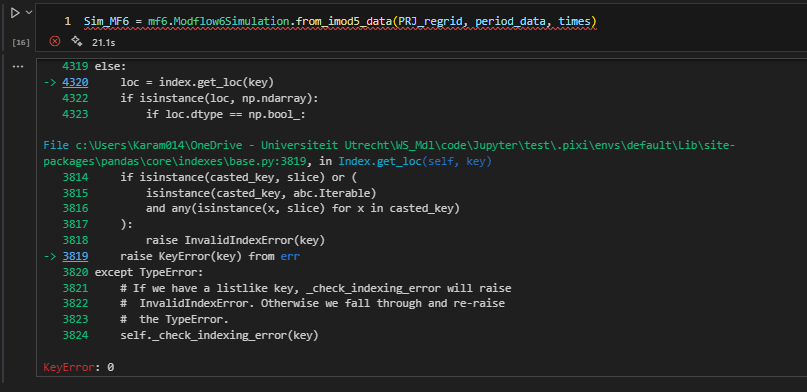 1 Sim_MF6 = mf6.Modflow6Simulation.from_imod5_data(PRJ_regrid, period_data, times)
[16] 21.1s
4319 else:
-> 4320     loc = index.get_loc(key)
4322     if isinstance(loc, np.ndarray):
4323         if loc.dtype == np.bool_:
File c:\Users\Karam014\OneDrive - Universiteit Utrecht\WS_Mdl\code\Jupyter\test\.pixi\envs\default\Lib\site-
packages\pandas\core\indexes\base.py:3819, in Index.get_loc(self, key)
3814     if isinstance(casted_key, slice) or (
3815         isinstance(casted_key, abc.Iterable)
3816         and any(isinstance(x, slice) for x in casted_key)
3817     ):
3818         raise InvalidIndexError(key)
-> 3819     raise KeyError(key) from err
3820 except TypeError:
3821     # If we have a listlike key, _check_indexing_error will raise
3822     #  InvalidIndexError. Otherwise we fall through and re-raise
3823     #  the TypeError.
3824     self._check_indexing_error(key)
KeyError: 0